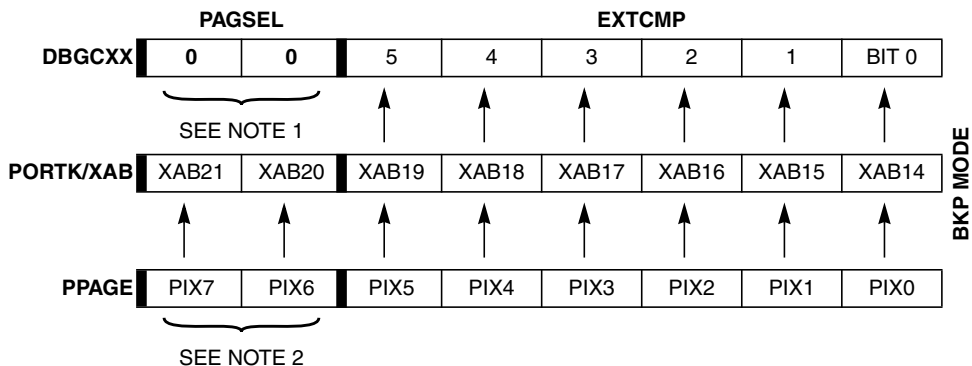 PAGSEL EXTCMP
DBGCXX 0 0 5 4 3 2 1 BIT 0
SEE NOTE 1
PORTK/XAB XAB21 XAB20 XAB19 XAB18 XAB17 XAB16 XAB15 XAB14
BKP MODE
PPAGE PIX7 PIX6 PIX5 PIX4 PIX3 PIX2 PIX1 PIX0
SEE NOTE 2